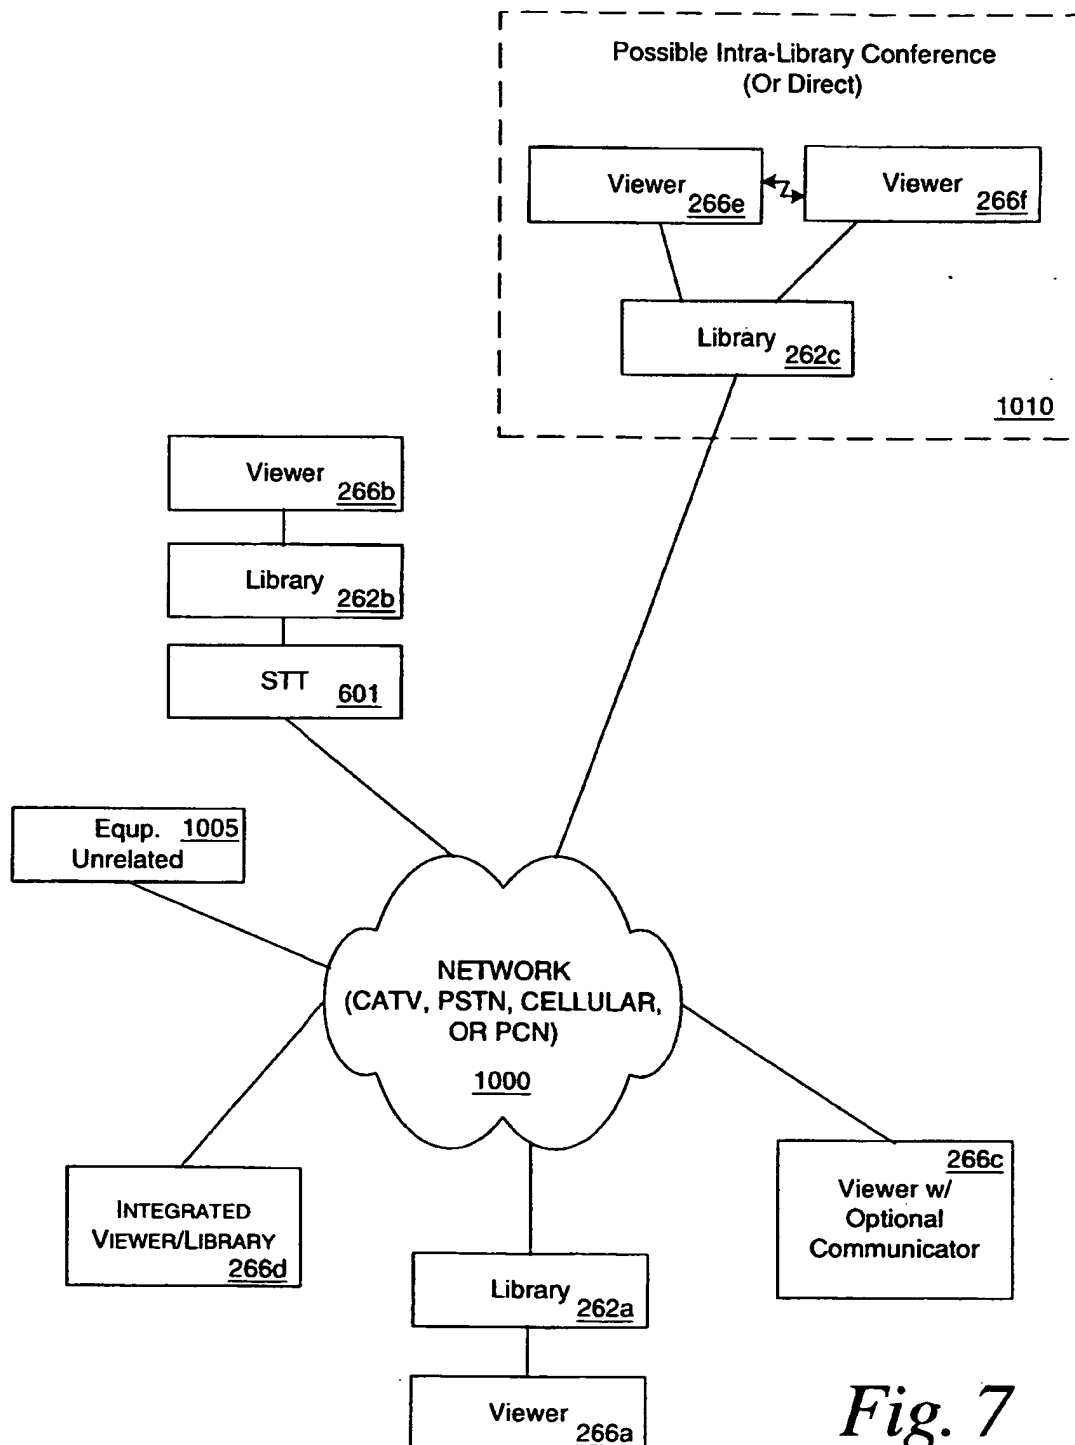 Possible Intra-Library Conference
(Or Direct)
Viewer 266e
Viewer 266f
Library 262c
1010
Viewer 266b
Library 262b
STT 601
Equp. 1005
Unrelated
NETWORK
(CATV, PSTN, CELLULAR,
OR PCN)
1000
266c
Viewer w/
Optional
Communicator
INTEGRATED
VIEWER/LIBRARY
266d
Library 262a
Viewer 266a
Fig. 7